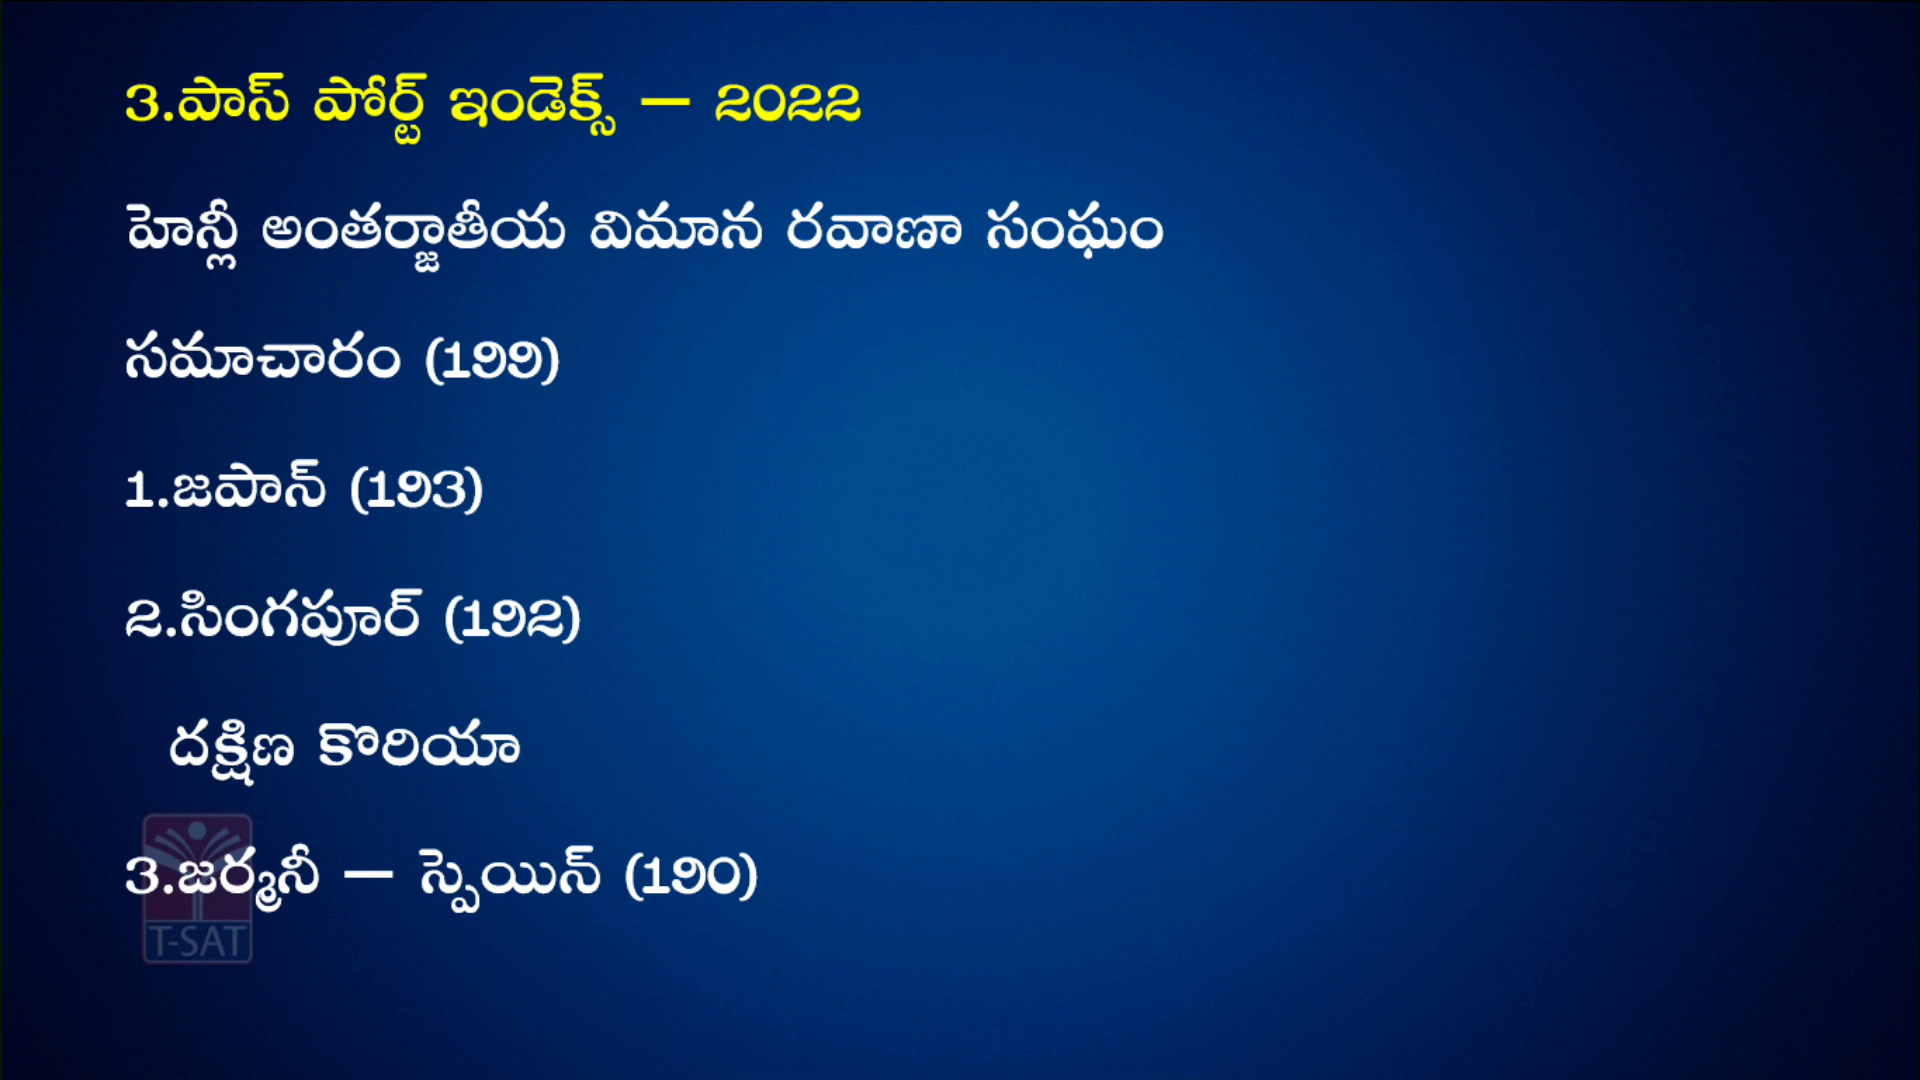 3.పాస్ పోర్ట్ ఇండెక్స్ – 2022
హెన్లీ అంతర్జాతీయ విమాన రవాణా సంఘం
సమాచారం (199)
1.జపాన్ (193)
2.సింగపూర్ (192)
దక్షిణ కొరియా
3.జర్మనీ – స్పెయిన్ (190)
T-SAT